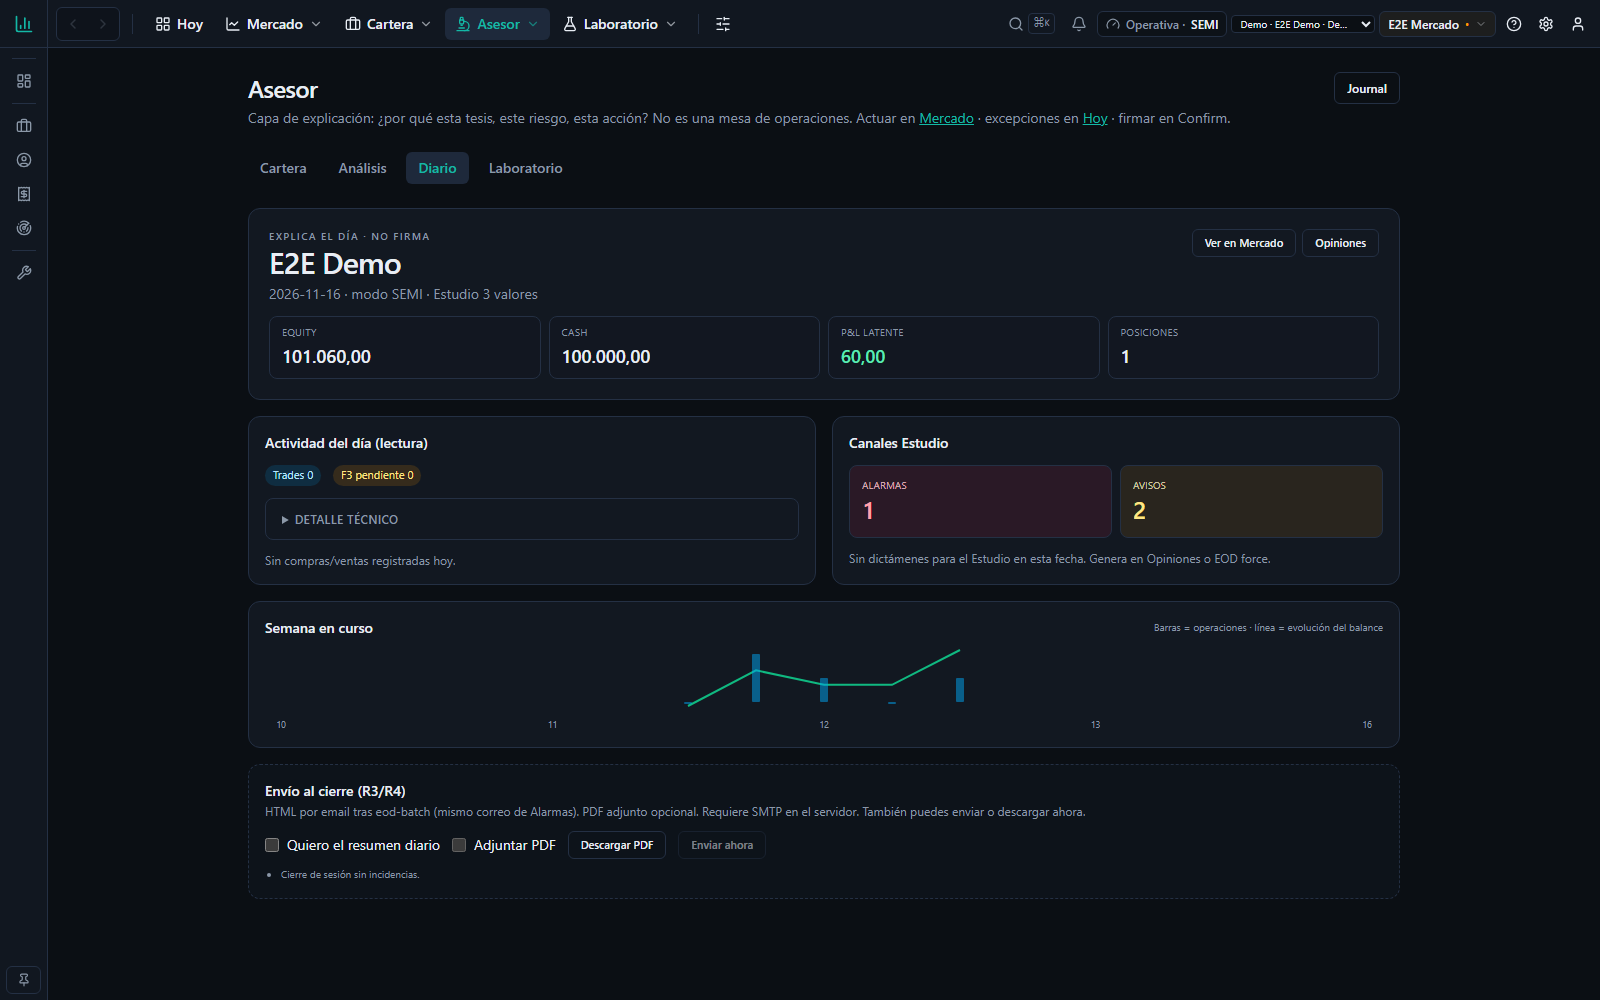 Hoy
Mercado
Cartera
Asesor
Laboratorio
⌘K
Operativa · SEMI
Demo · E2E Demo · De...
E2E Mercado
Asesor
Journal
Capa de explicación: ¿por qué esta tesis, este riesgo, esta acción? No es una mesa de operaciones. Actuar en Mercado · excepciones en Hoy · firmar en Confirm.
Cartera
Análisis
Diario
Laboratorio
EXPLICA EL DÍA · NO FIRMA
E2E Demo
2026-11-16 · modo SEMI · Estudio 3 valores
Ver en Mercado
Opiniones
EQUITY
101.060,00
CASH
100.000,00
P&L LATENTE
60,00
POSICIONES
1
Actividad del día (lectura)
Trades 0
F3 pendiente 0
DETALLE TÉCNICO
Sin compras/ventas registradas hoy.
Canales Estudio
ALARMAS
1
AVISOS
2
Sin dictámenes para el Estudio en esta fecha. Genera en Opiniones o EOD force.
Semana en curso
Barras = operaciones · línea = evolución del balance
10
11
12
13
16
Envío al cierre (R3/R4)
HTML por email tras eod-batch (mismo correo de Alarmas). PDF adjunto opcional. Requiere SMTP en el servidor. También puedes enviar o descargar ahora.
Quiero el resumen diario
Adjuntar PDF
Descargar PDF
Enviar ahora
Cierre de sesión sin incidencias.